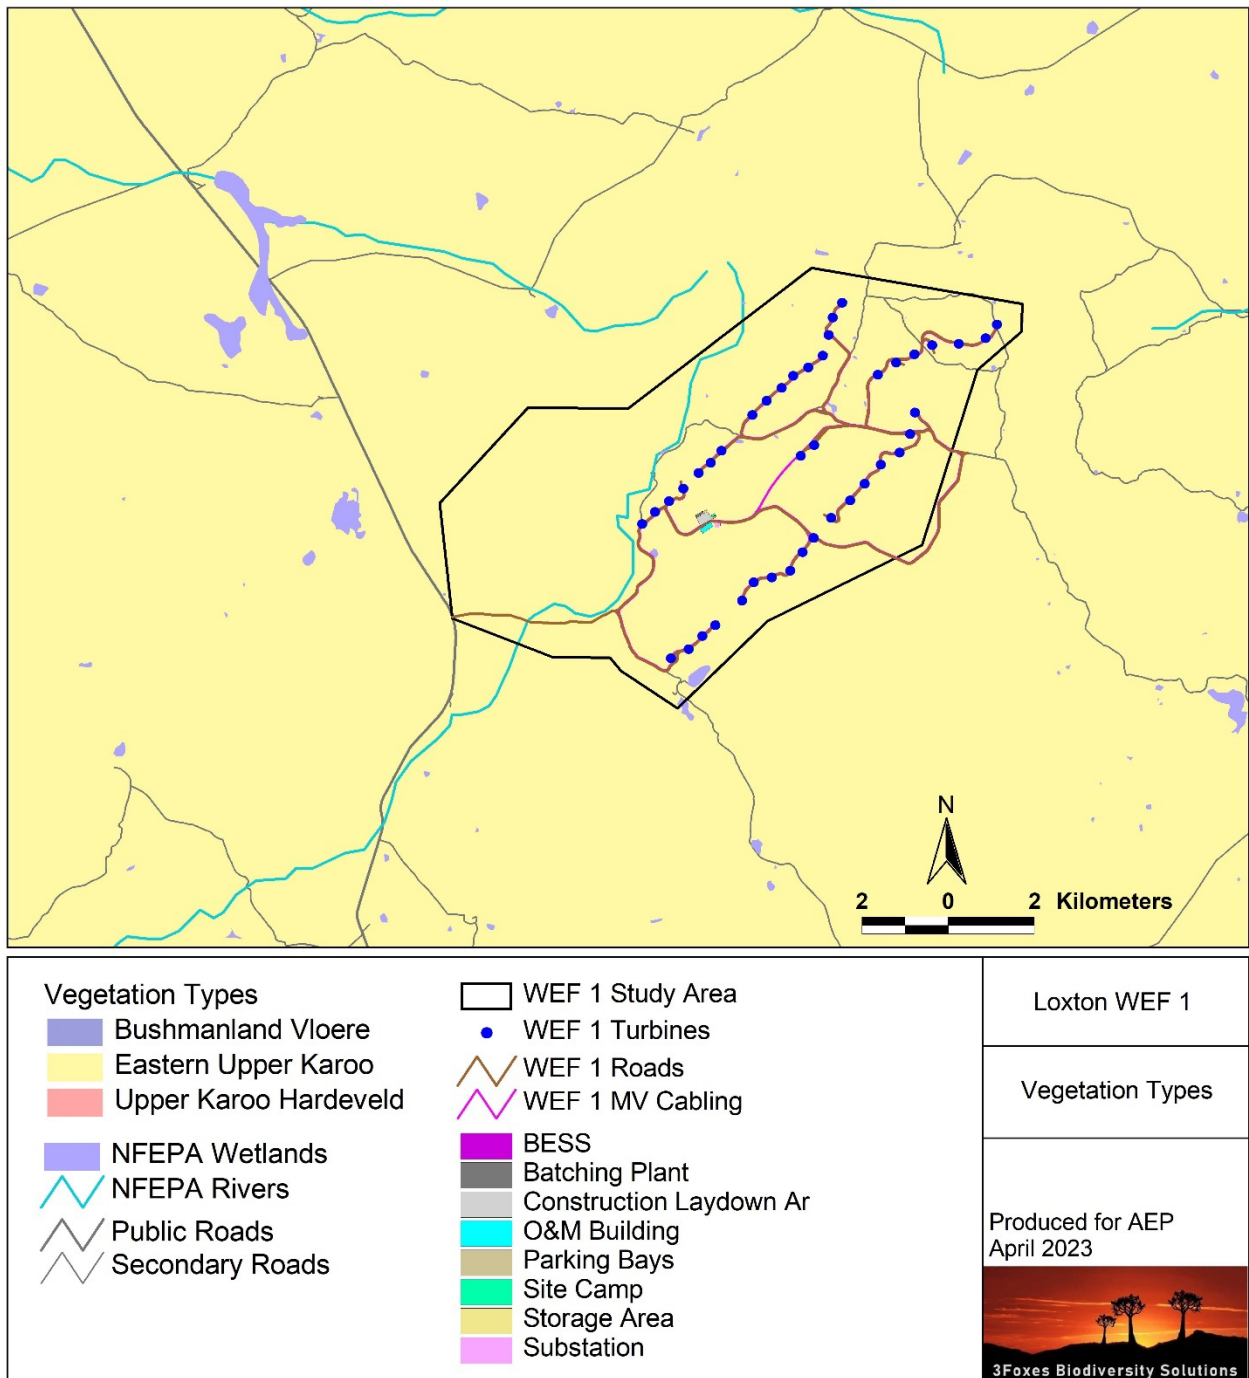 N
2 0 2 Kilometers
Vegetation Types
Bushmanland Vloere
Eastern Upper Karoo
Upper Karoo Hardeveld
NFEPA Wetlands
NFEPA Rivers
Public Roads
Secondary Roads
WEF 1 Study Area
WEF 1 Turbines
WEF 1 Roads
WEF 1 MV Cabling
BESS
Batching Plant
Construction Laydown Ar
O&M Building
Parking Bays
Site Camp
Storage Area
Substation
Loxton WEF 1
Vegetation Types
Produced for AEP
April 2023
3Foxes Biodiversity Solutions